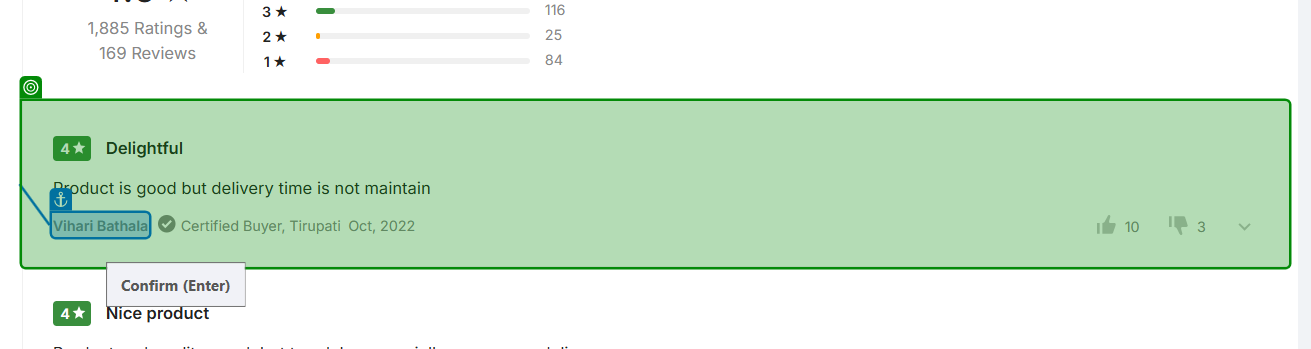 3 ★ 116
1,885 Ratings &
2 ★ 25
169 Reviews
1 ★ 84
4 ★ Delightful
Product is good but delivery time is not maintain
Vihari Bathala Certified Buyer, Tirupati Oct, 2022 10 3
Confirm (Enter)
4 ★ Nice product